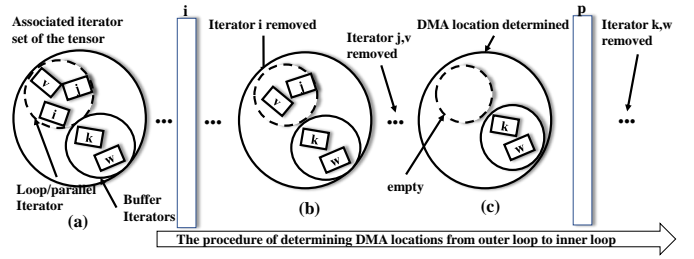 Associated iterator
set of the tensor
i
Iterator i removed
Iterator j,v
removed
DMA location determined
p
Iterator k,w
removed
v
j
i
k
w
...
...
v
j
k
w
...
k
w
...
Loop/parallel
Iterator
Buffer
Iterators
empty
(a)
(b)
(c)
The procedure of determining DMA locations from outer loop to inner loop